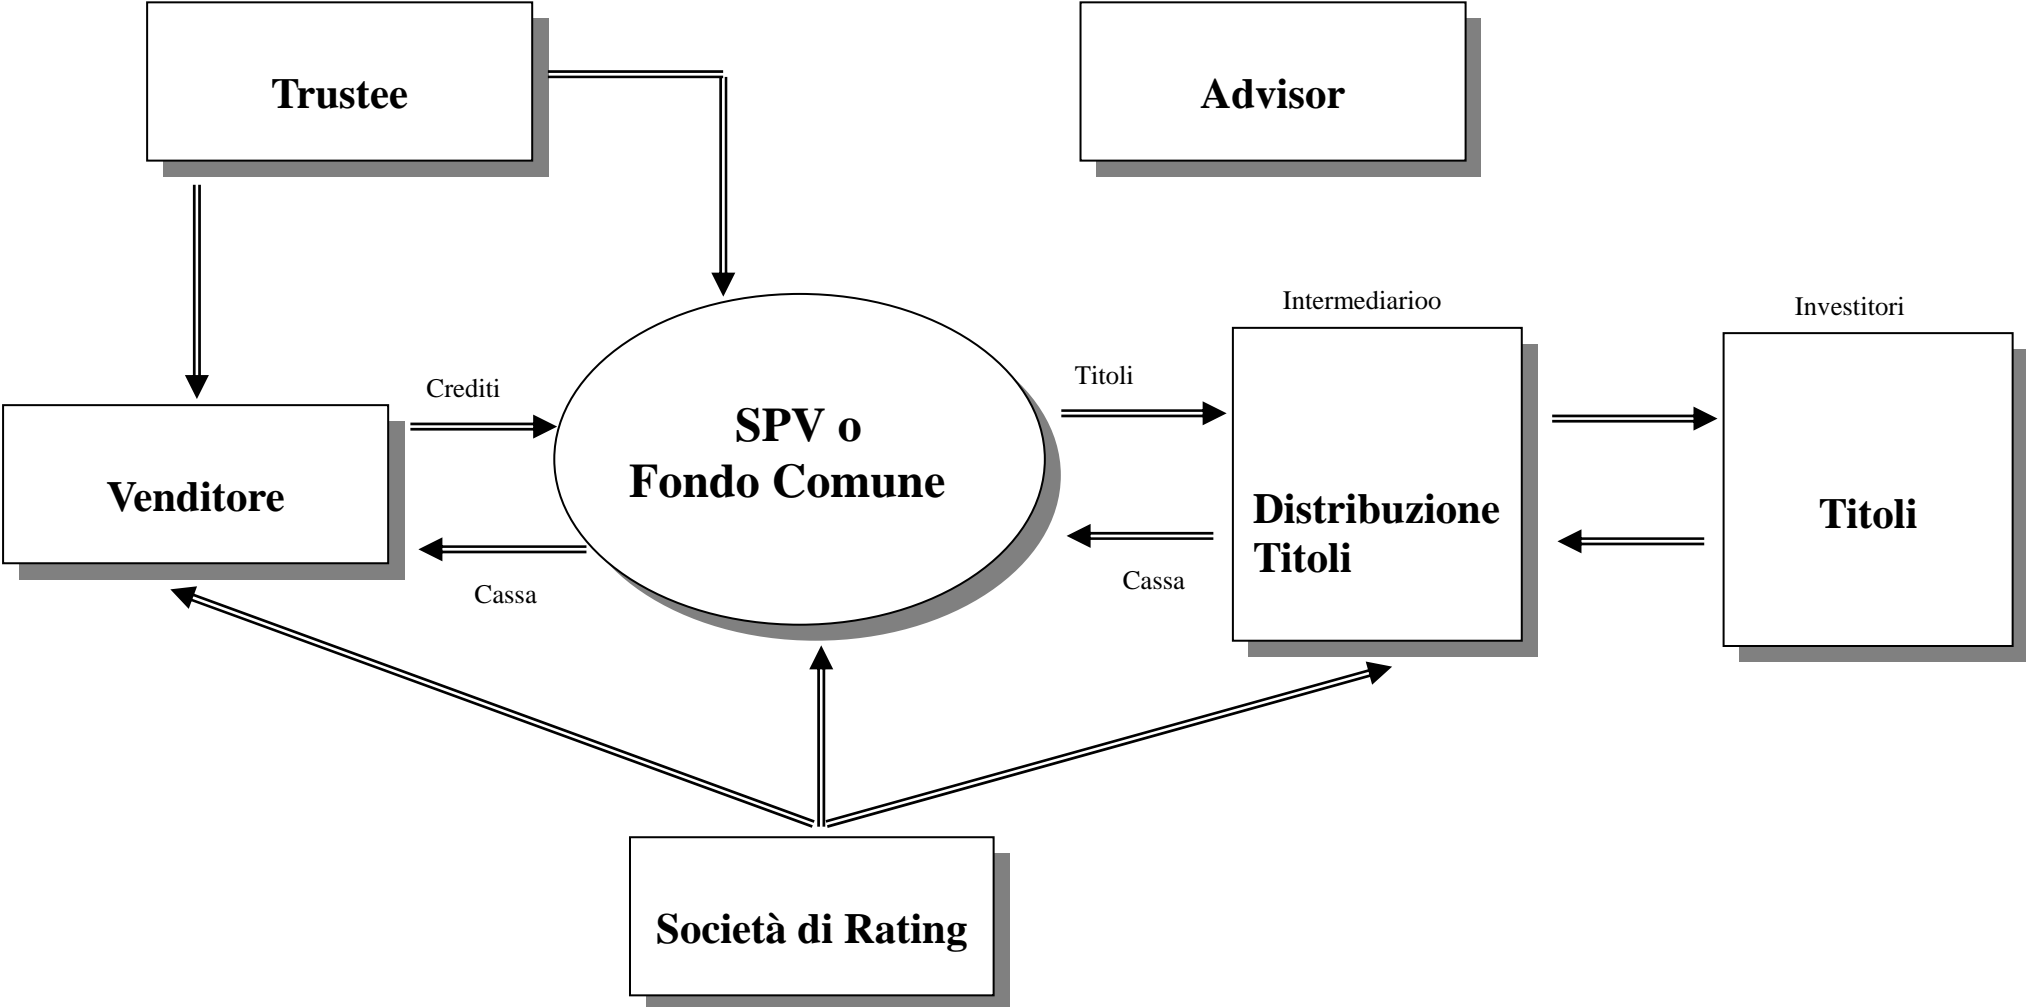 Trustee
Advisor
Intermediarioo
Investitori
Crediti
Titoli
SPV o
Fondo Comune
Venditore
Distribuzione
Titoli
Titoli
Cassa
Cassa
Società di Rating